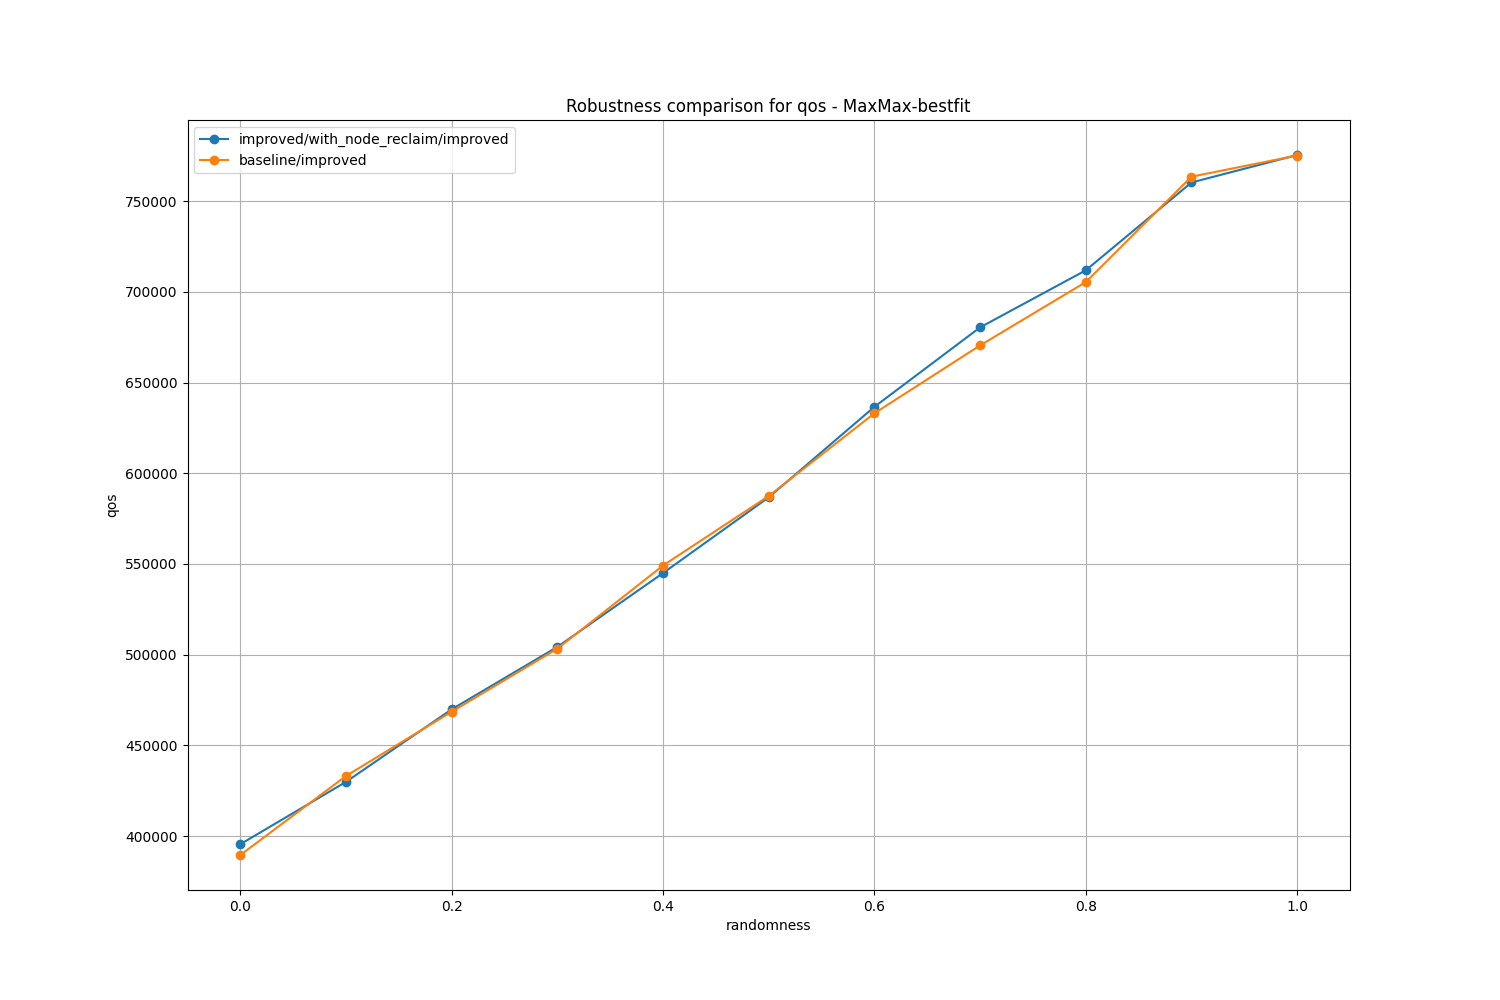 Robustness comparison for qos - MaxMax-bestfit
improved/with_node_reclaim/improved
baseline/improved
750000
700000
650000
600000
550000
500000
450000
400000
qos
0.0 0.2 0.4 0.6 0.8 1.0
randomness